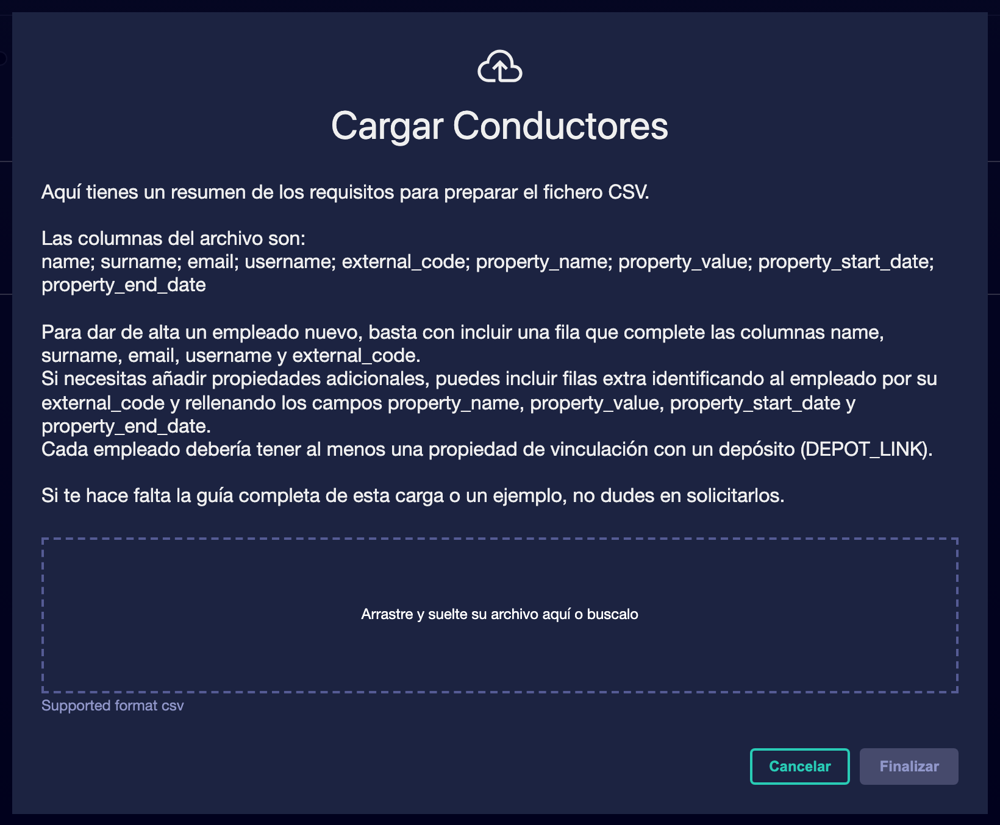 Cargar Conductores
Aquí tienes un resumen de los requisitos para preparar el fichero CSV.
Las columnas del archivo son:
name; surname; email; username; external_code; property_name; property_value; property_start_date;
property_end_date
Para dar de alta un empleado nuevo, basta con incluir una fila que complete las columnas name,
surname, email, username y external_code.
Si necesitas añadir propiedades adicionales, puedes incluir filas extra identificando al empleado por su
external_code y rellenando los campos property_name, property_value, property_start_date y
property_end_date.
Cada empleado debería tener al menos una propiedad de vinculación con un depósito (DEPOT_LINK).
Si te hace falta la guía completa de esta carga o un ejemplo, no dudes en solicitarlos.
Arrastre y suelte su archivo aquí o buscalo
Supported format csv
Cancelar
Finalizar